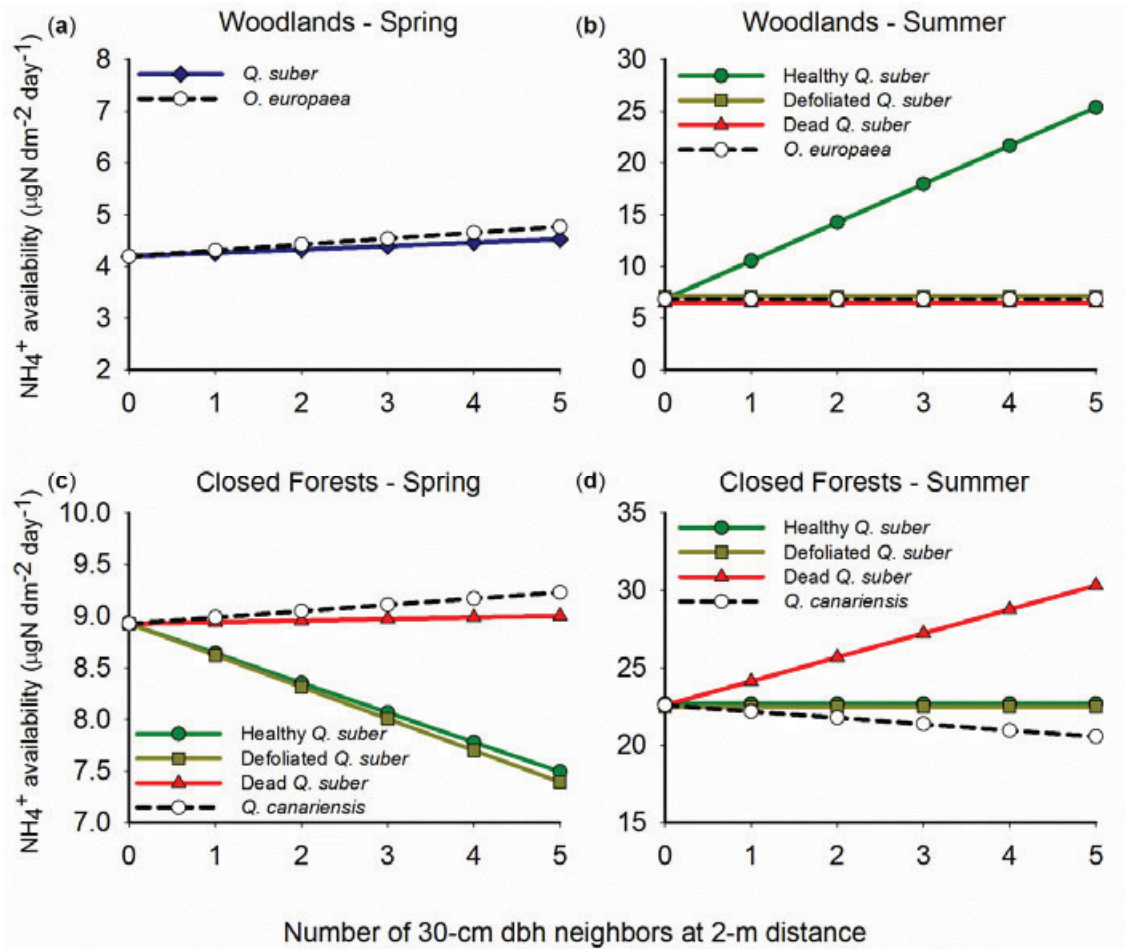 (a) Woodlands - Spring
NH4+ availability (µgN dm-2 day-1)
8
7
6
5
4
3
2
Q. suber
O. europaea
0 1 2 3 4 5
(b) Woodlands - Summer
30
25
20
15
10
5
0
Healthy Q. suber
Defoliated Q. suber
Dead Q. suber
O. europaea
0 1 2 3 4 5
(c) Closed Forests - Spring
NH4+ availability (µgN dm-2 day-1)
10.0
9.5
9.0
8.5
8.0
7.5
7.0
Healthy Q. suber
Defoliated Q. suber
Dead Q. suber
Q. canariensis
0 1 2 3 4 5
(d) Closed Forests - Summer
35
30
25
20
15
Healthy Q. suber
Defoliated Q. suber
Dead Q. suber
Q. canariensis
0 1 2 3 4 5
Number of 30-cm dbh neighbors at 2-m distance